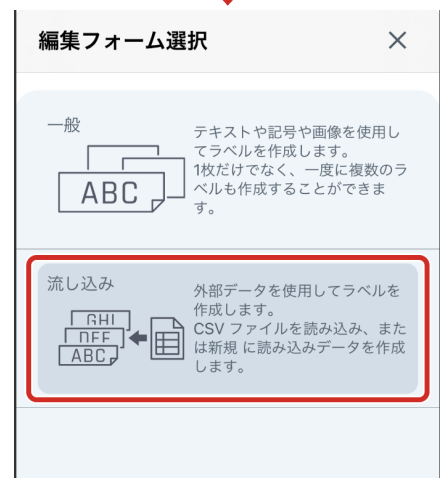 編集フォーム選択
一般
テキストや記号や画像を使用し
てラベルを作成します。
1枚だけでなく、一度に複数のラ
ベルも作成することができま
す。
ABC
流し込み
外部データを使用してラベルを
作成します。
CSV ファイルを読み込み、また
は新規 に読み込みデータを作成
します。
GHI
DEF
ABC